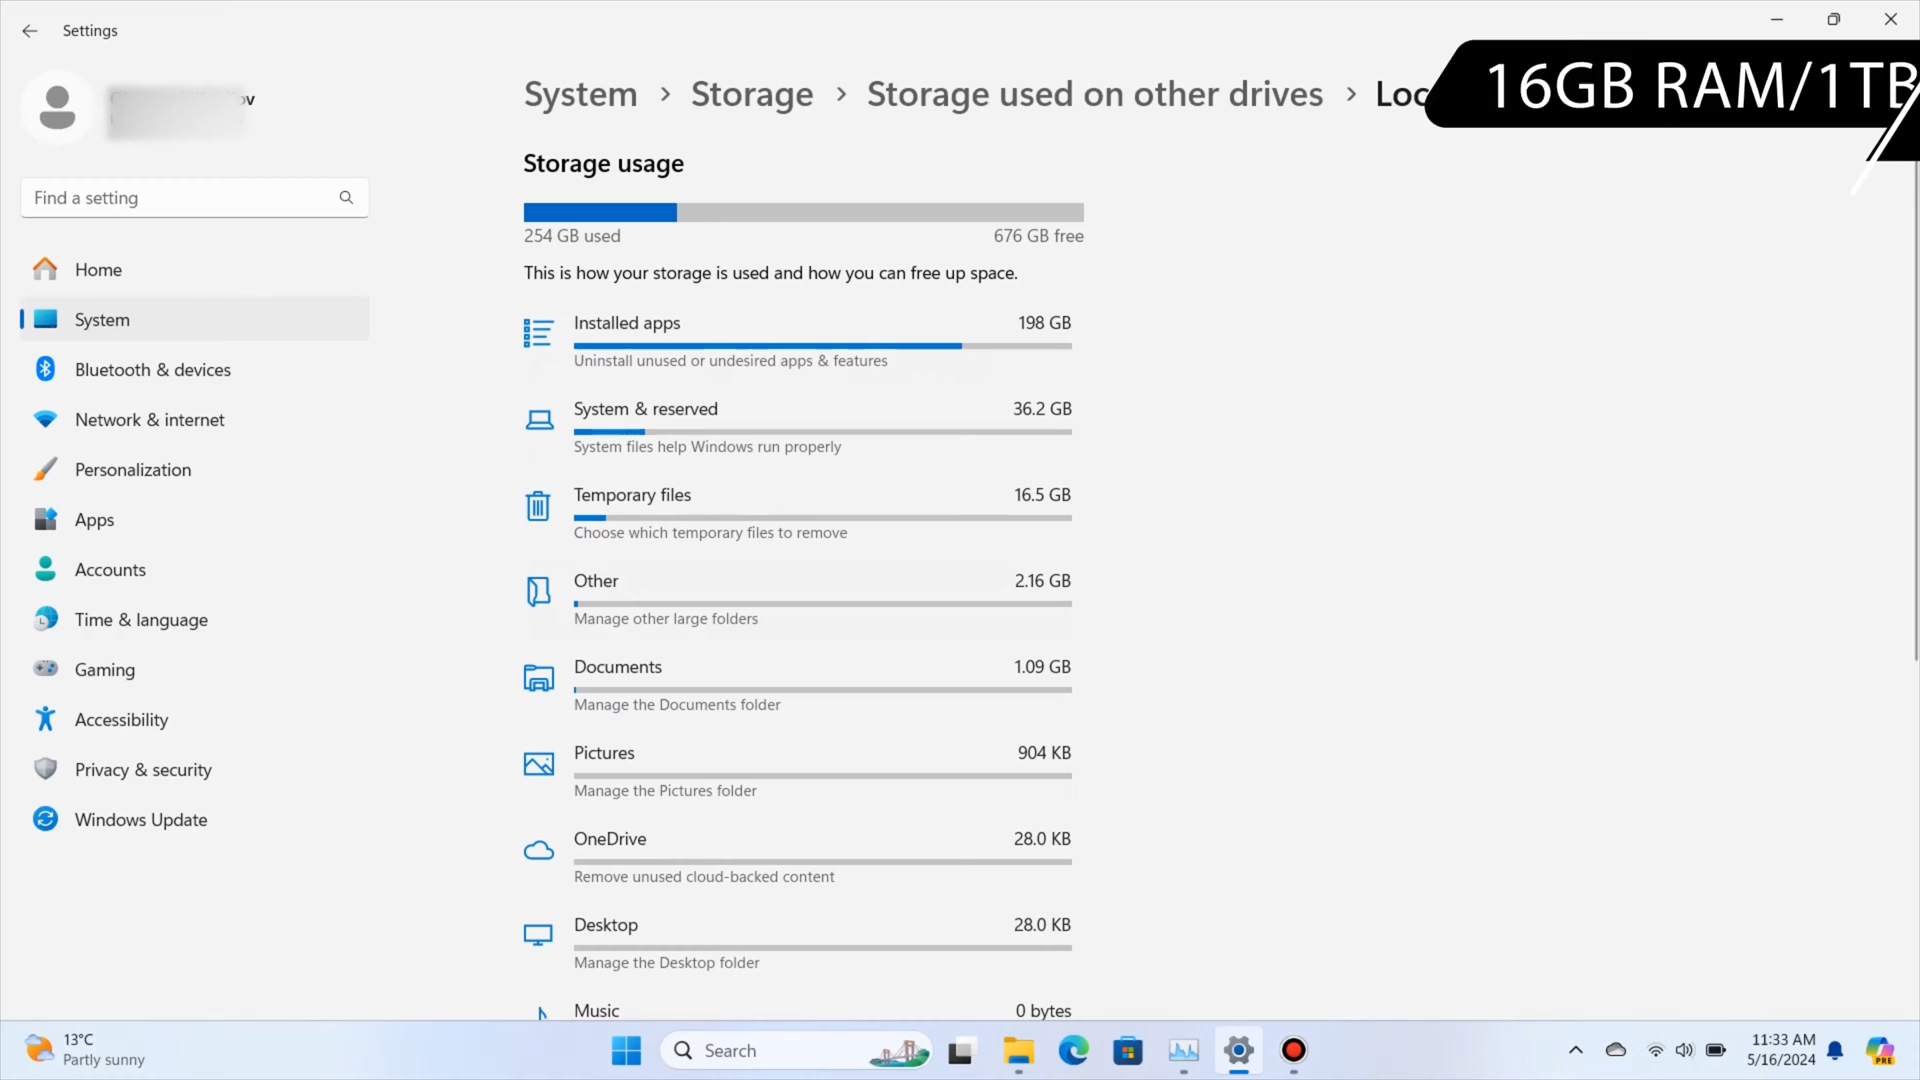 Settings
16GB RAM/1TB
System > Storage > Storage used on other drives > Loc
ov
Storage usage
Find a setting
254 GB used
676 GB free
This is how your storage is used and how you can free up space.
Home
System
Bluetooth & devices
Network & internet
Personalization
Apps
Accounts
Time & language
Gaming
Accessibility
Privacy & security
Windows Update
Installed apps
198 GB
Uninstall unused or undesired apps & features
System & reserved
36.2 GB
System files help Windows run properly
Temporary files
16.5 GB
Choose which temporary files to remove
Other
2.16 GB
Manage other large folders
Documents
1.09 GB
Manage the Documents folder
Pictures
904 KB
Manage the Pictures folder
OneDrive
28.0 KB
Remove unused cloud-backed content
Desktop
28.0 KB
Manage the Desktop folder
Music
0 bytes
13°C
Partly sunny
Search
11:33 AM
5/16/2024
PRE